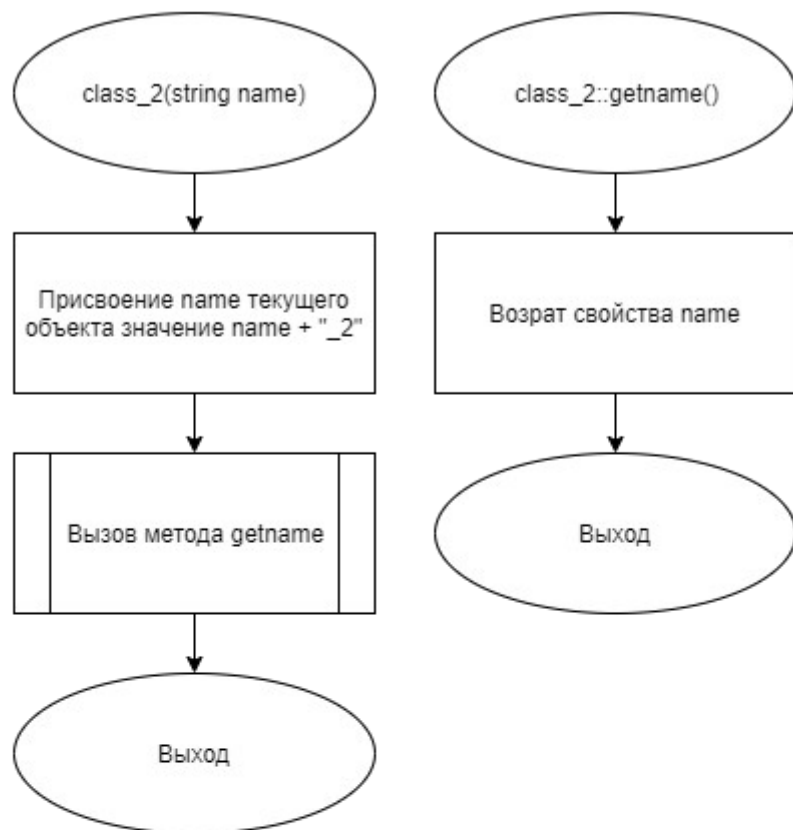 class_2(string name)
Присвоение name текущего
объекта значение name + "_2"
Вызов метода getname
Выход
class_2::getname()
Возрат свойства name
Выход